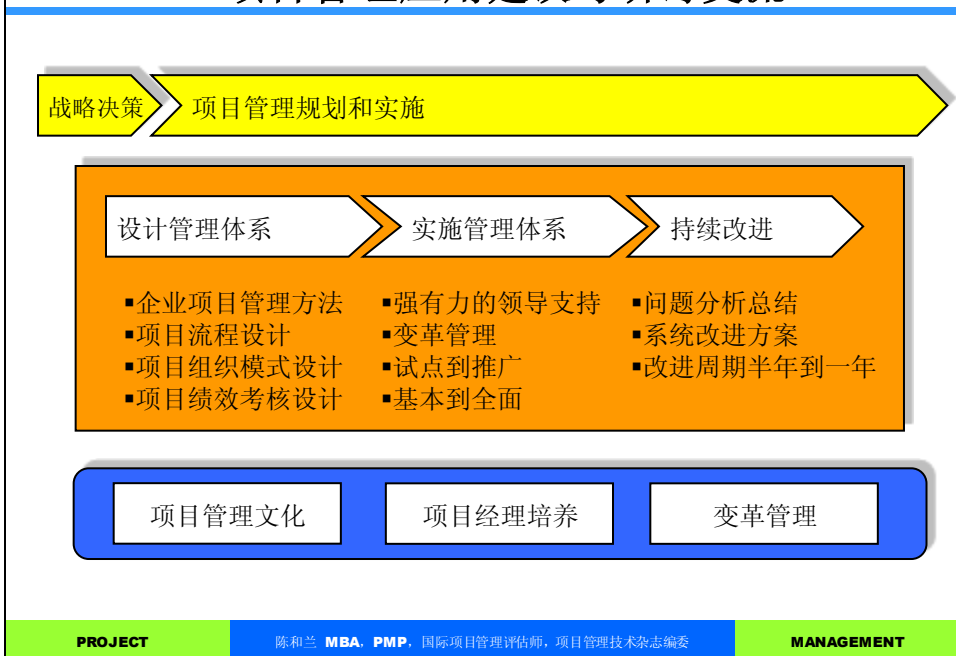 战略决策
项目管理规划和实施
设计管理体系
实施管理体系
持续改进
▪企业项目管理方法
▪项目流程设计
▪项目组织模式设计
▪项目绩效考核设计
▪强有力的领导支持
▪变革管理
▪试点到推广
▪基本到全面
▪问题分析总结
▪系统改进方案
▪改进周期半年到一年
项目管理文化
项目经理培养
变革管理
PROJECT
陈和兰 MBA，PMP，国际项目管理评估师，项目管理技术杂志编委
MANAGEMENT